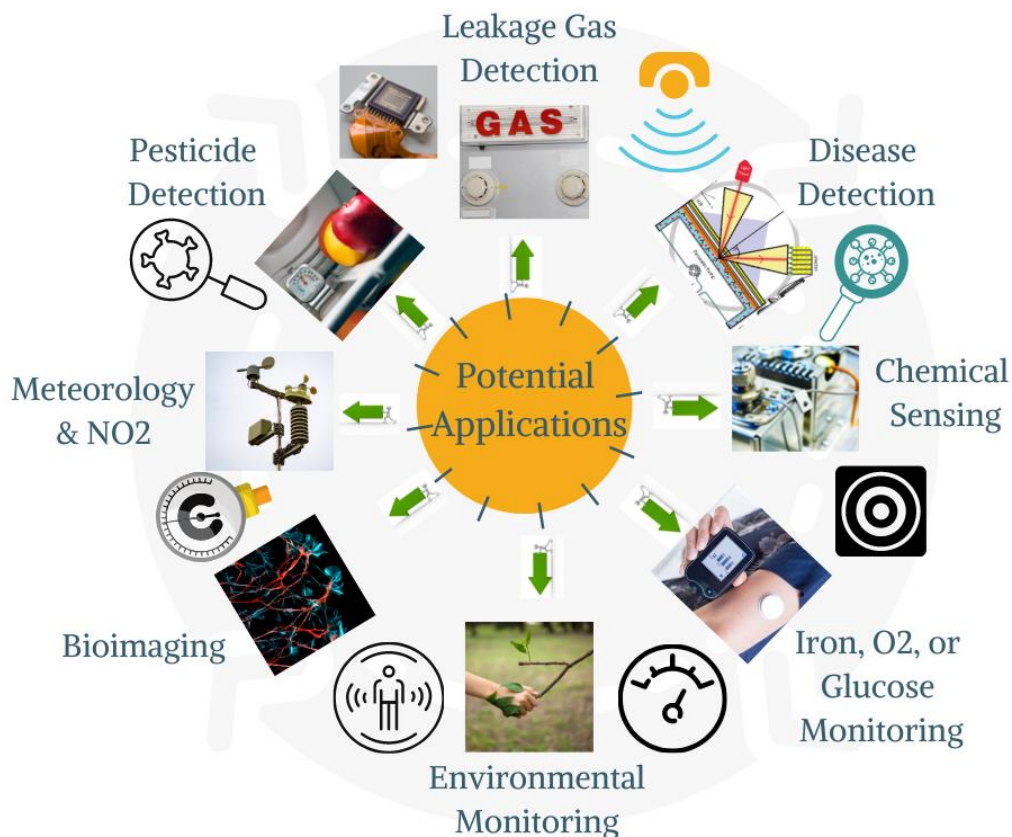 Leakage Gas
Detection
GAS
Pesticide
Detection
Disease
Detection
Potential
Applications
Meteorology
& NO2
Chemical
Sensing
Bioimaging
Iron, O2, or
Glucose
Monitoring
Environmental
Monitoring